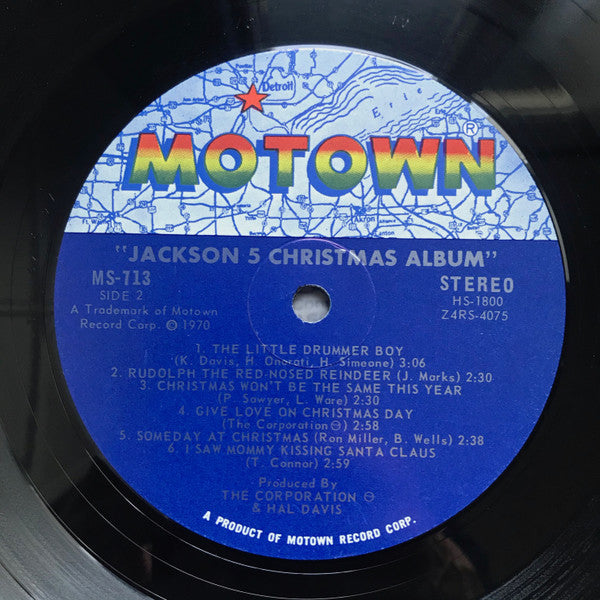 Detroit
Erie
MOTOWN®
Akron
Canton
"JACKSON 5 CHRISTMAS ALBUM"
MS-713
STEREO
SIDE 2
HS-1800
A Trademark of Motown
Z4RS-4075
Record Corp. ℗ 1970
1. THE LITTLE DRUMMER BOY
(K. Davis, H. Onorati, H. Simeone) 3:06
2. RUDOLPH THE RED-NOSED REINDEER (J. Marks) 2:30
3. CHRISTMAS WON'T BE THE SAME THIS YEAR
(P. Sawyer, L. Ware) 2:30
4. GIVE LOVE ON CHRISTMAS DAY
(The Corporation ⊖) 2:58
5. SOMEDAY AT CHRISTMAS (Ron Miller, B. Wells) 2:38
6. I SAW MOMMY KISSING SANTA CLAUS
(T. Connor) 2:59
Produced By
THE CORPORATION ⊖
& HAL DAVIS
A PRODUCT OF MOTOWN RECORD CORP.